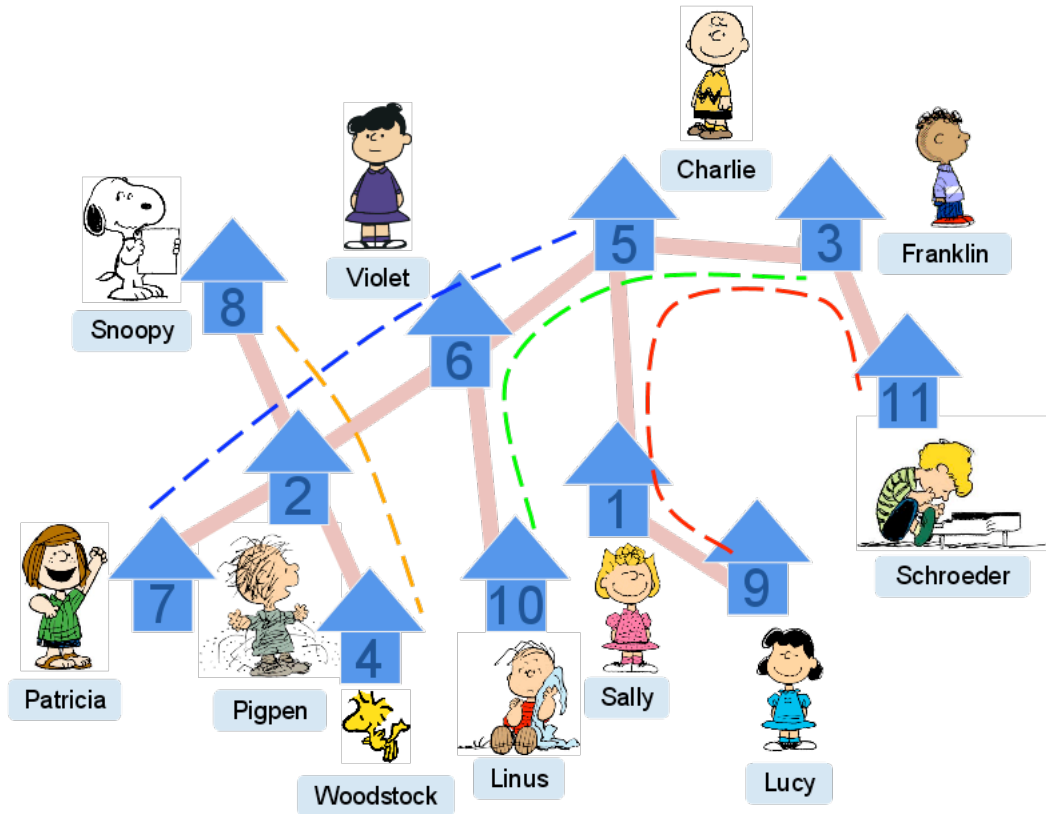 Charlie
Franklin
Violet
Snoopy
5
3
8
6
11
2
1
Schroeder
7
10
9
4
Patricia
Pigpen
Sally
Linus
Lucy
Woodstock